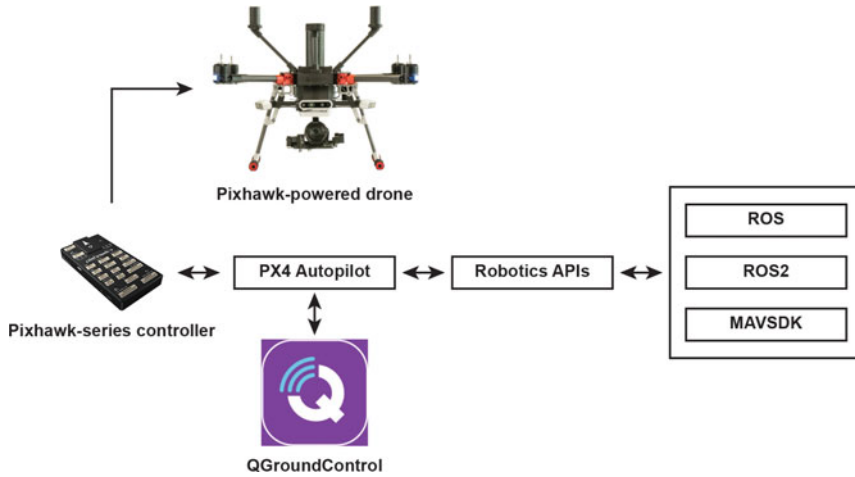 Pixhawk-powered drone
Pixhawk-series controller
PX4 Autopilot
Robotics APIs
ROS
ROS2
MAVSDK
QGroundControl